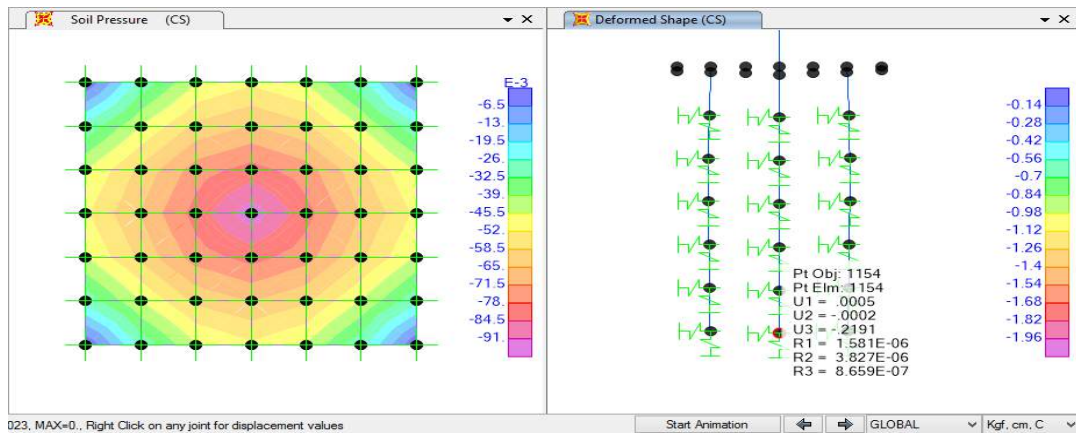 Soil Pressure (CS)
Deformed Shape (CS)
E-3
-6.5
-13.
-19.5
-26.
-32.5
-39.
-45.5
-52.
-58.5
-65.
-71.5
-78.
-84.5
-91.
-0.14
-0.28
-0.42
-0.56
-0.7
-0.84
-0.98
-1.12
-1.26
-1.4
-1.54
-1.68
-1.82
-1.96
Pt Obj: 1154
Pt Elm: 1154
U1 = .0005
U2 = -.0002
U3 = -.2191
R1 = 1.581E-06
R2 = 3.827E-06
R3 = 8.659E-07
023, MAX=0., Right Click on any joint for displacement values
Start Animation
GLOBAL
Kgf, cm, C